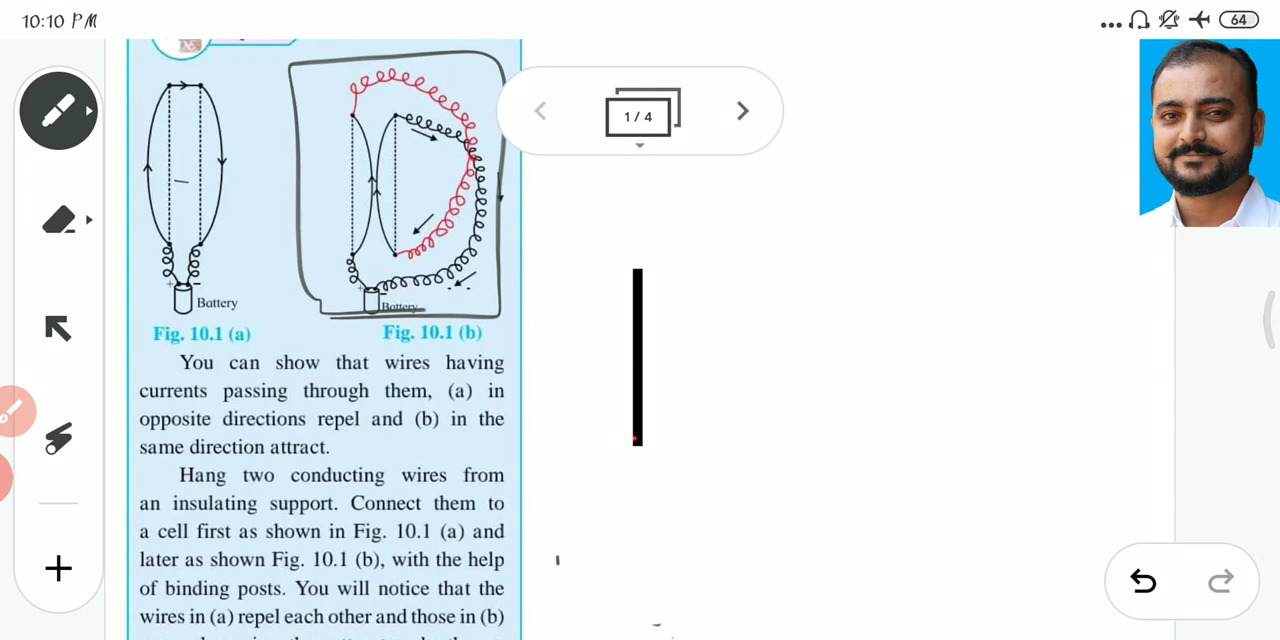 10:10 PM
64
1 / 4
+ -
Battery
+ -
Battery
Fig. 10.1 (a)
Fig. 10.1 (b)
You can show that wires having
currents passing through them, (a) in
opposite directions repel and (b) in the
same direction attract.
Hang two conducting wires from
an insulating support. Connect them to
a cell first as shown in Fig. 10.1 (a) and
later as shown Fig. 10.1 (b), with the help
of binding posts. You will notice that the
wires in (a) repel each other and those in (b)